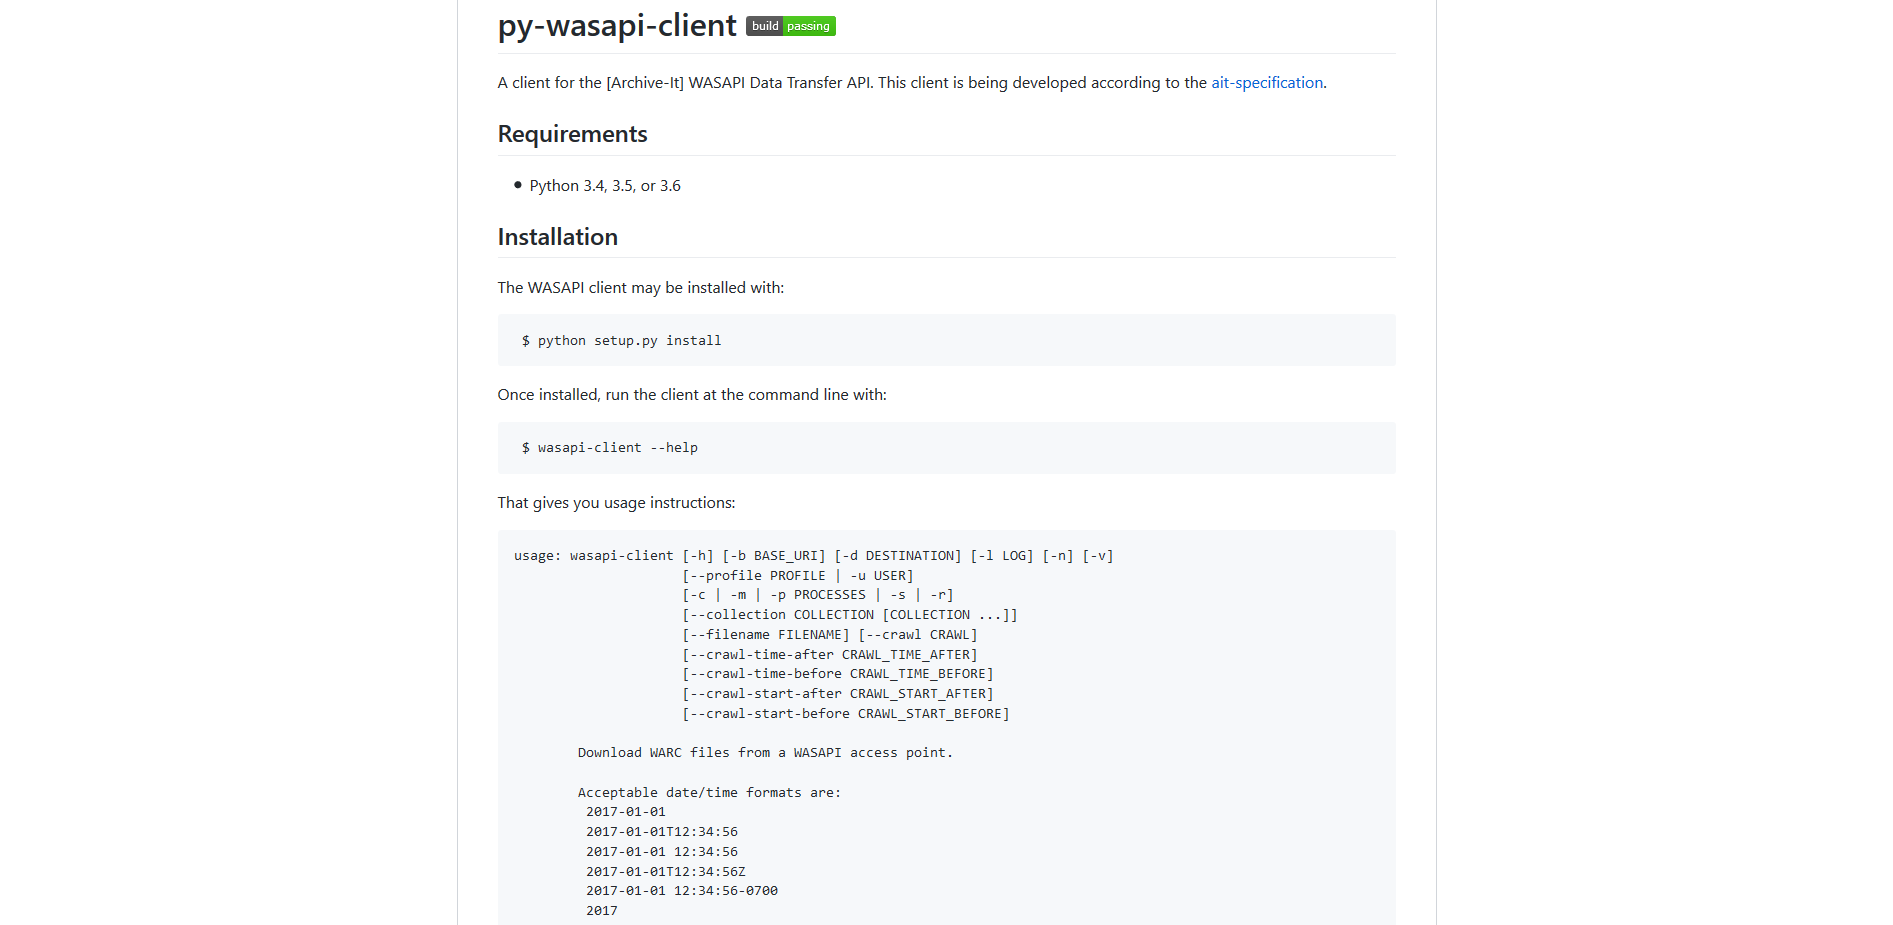 py-wasapi-client build passing
A client for the [Archive-It] WASAPI Data Transfer API. This client is being developed according to the ait-specification.
Requirements
• Python 3.4, 3.5, or 3.6
Installation
The WASAPI client may be installed with:
$ python setup.py install
Once installed, run the client at the command line with:
$ wasapi-client --help
That gives you usage instructions:
usage: wasapi-client [-h] [-b BASE_URI] [-d DESTINATION] [-l LOG] [-n] [-v]
[--profile PROFILE | -u USER]
[-c | -m | -p PROCESSES | -s | -r]
[--collection COLLECTION [COLLECTION ...]]
[--filename FILENAME] [--crawl CRAWL]
[--crawl-time-after CRAWL_TIME_AFTER]
[--crawl-time-before CRAWL_TIME_BEFORE]
[--crawl-start-after CRAWL_START_AFTER]
[--crawl-start-before CRAWL_START_BEFORE]
Download WARC files from a WASAPI access point.
Acceptable date/time formats are:
2017-01-01
2017-01-01T12:34:56
2017-01-01 12:34:56
2017-01-01T12:34:56Z
2017-01-01 12:34:56-0700
2017